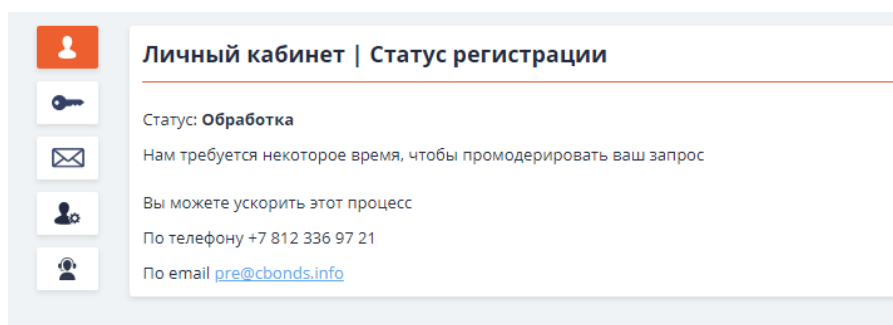 Личный кабинет | Статус регистрации
Статус: Обработка
Нам требуется некоторое время, чтобы промодерировать ваш запрос
Вы можете ускорить этот процесс
По телефону +7 812 336 97 21
По email pre@cbonds.info